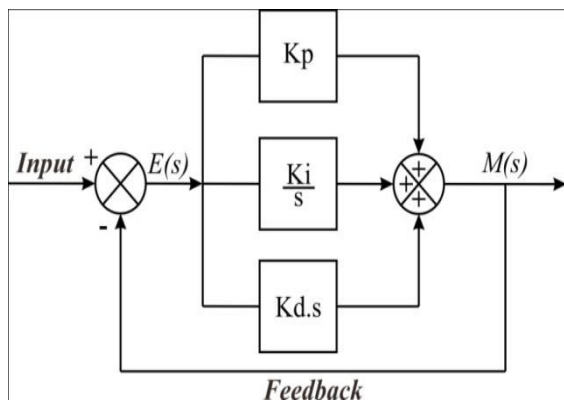 Kp
Input + E(s) Ki/s + + + M(s)
-
Kd.s
Feedback